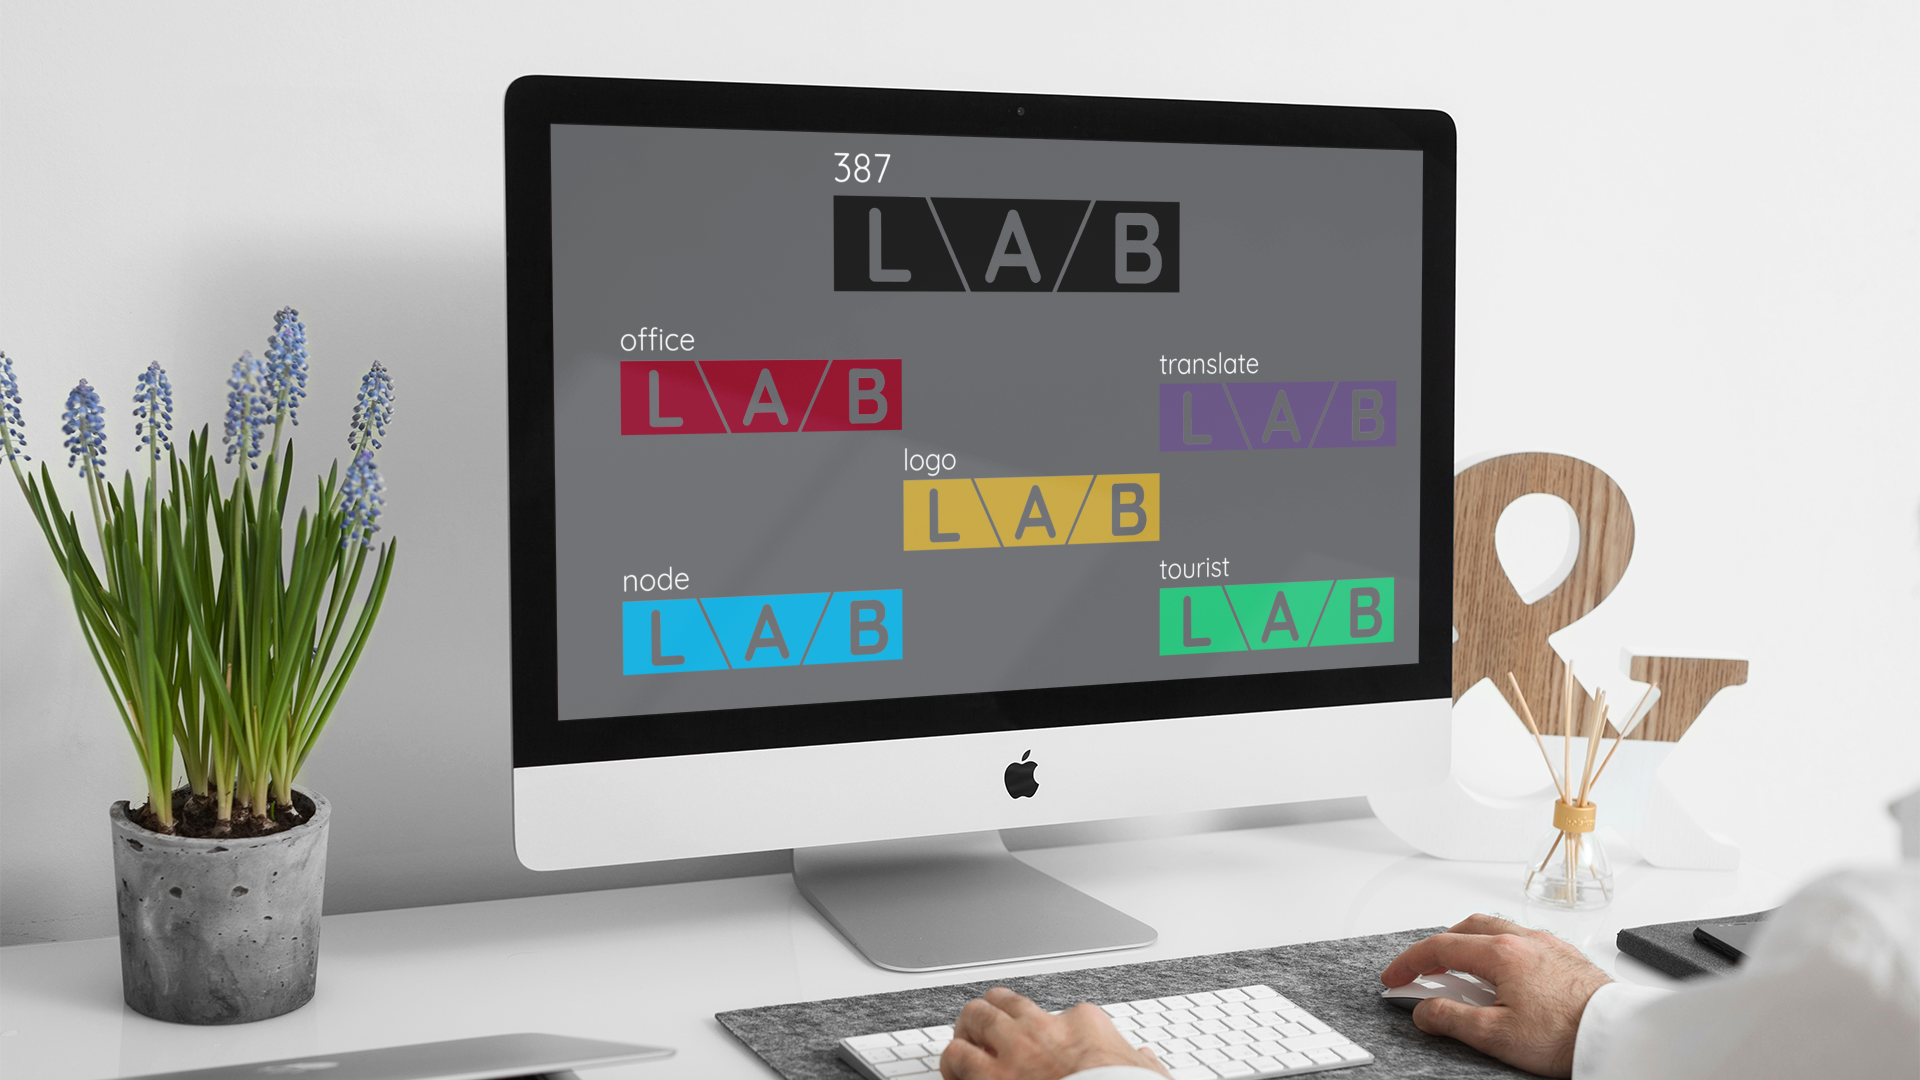 387
L A B
office
L A B
translate
L A B
logo
L A B
node
L A B
tourist
L A B